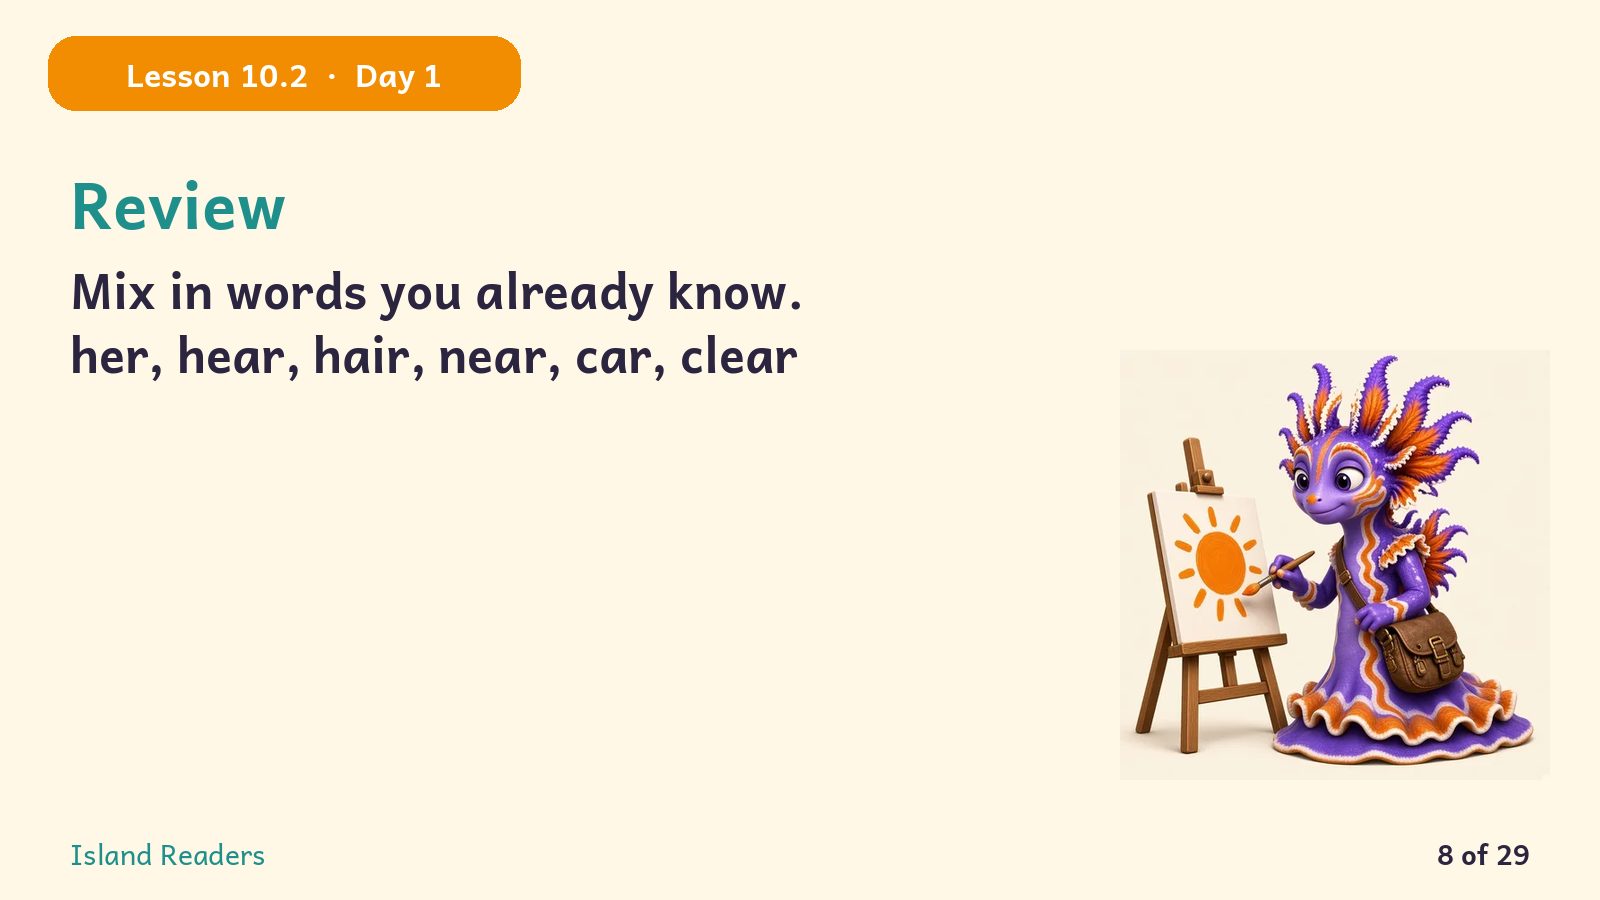 Lesson 10.2 · Day 1
Review
Mix in words you already know.
her, hear, hair, near, car, clear
Island Readers
8 of 29